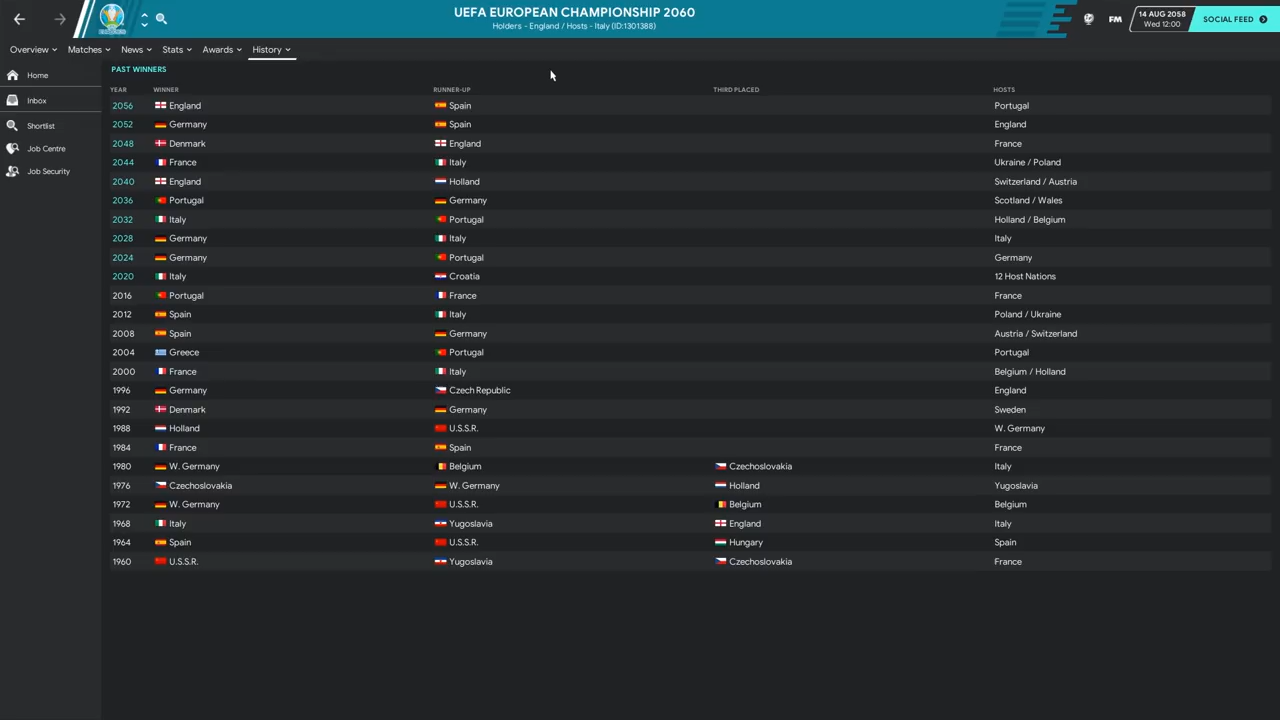 UEFA EUROPEAN CHAMPIONSHIP 2060
Holders - England / Hosts - Italy (ID:1301388)
FM
14 AUG 2058
Wed 12:00
SOCIAL FEED
Overview Matches News Stats Awards History
Home
Inbox
Shortlist
Job Centre
Job Security
PAST WINNERS
YEAR WINNER RUNNER-UP THIRD PLACED HOSTS
2056 England Spain Portugal
2052 Germany Spain England
2048 Denmark England France
2044 France Italy Ukraine / Poland
2040 England Holland Switzerland / Austria
2036 Portugal Germany Scotland / Wales
2032 Italy Portugal Holland / Belgium
2028 Germany Italy Italy
2024 Germany Portugal Germany
2020 Italy Croatia 12 Host Nations
2016 Portugal France France
2012 Spain Italy Poland / Ukraine
2008 Spain Germany Austria / Switzerland
2004 Greece Portugal Portugal
2000 France Italy Belgium / Holland
1996 Germany Czech Republic England
1992 Denmark Germany Sweden
1988 Holland U.S.S.R. W. Germany
1984 France Spain France
1980 W. Germany Belgium Czechoslovakia Italy
1976 Czechoslovakia W. Germany Holland Yugoslavia
1972 W. Germany U.S.S.R. Belgium Belgium
1968 Italy Yugoslavia England Italy
1964 Spain U.S.S.R. Hungary Spain
1960 U.S.S.R. Yugoslavia Czechoslovakia France